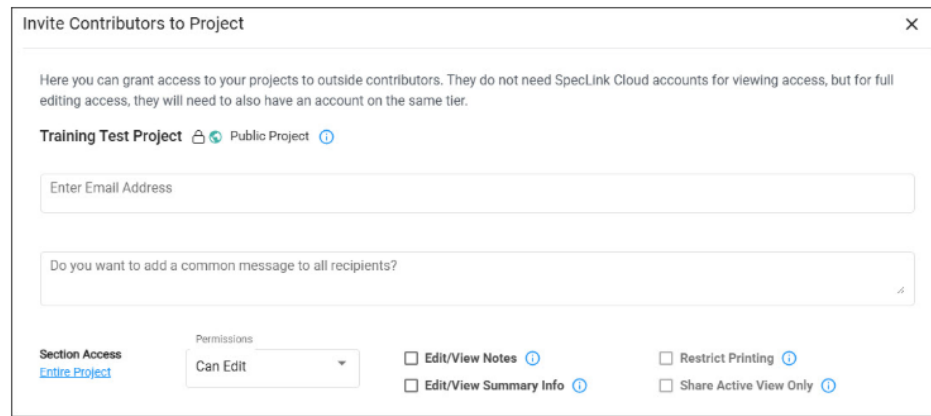 Invite Contributors to Project
Here you can grant access to your projects to outside contributors. They do not need SpecLink Cloud accounts for viewing access, but for full
editing access, they will need to also have an account on the same tier.
Training Test Project Public Project
Enter Email Address
Do you want to add a common message to all recipients?
Section Access
Entire Project
Permissions
Can Edit
Edit/View Notes
Edit/View Summary Info
Restrict Printing
Share Active View Only